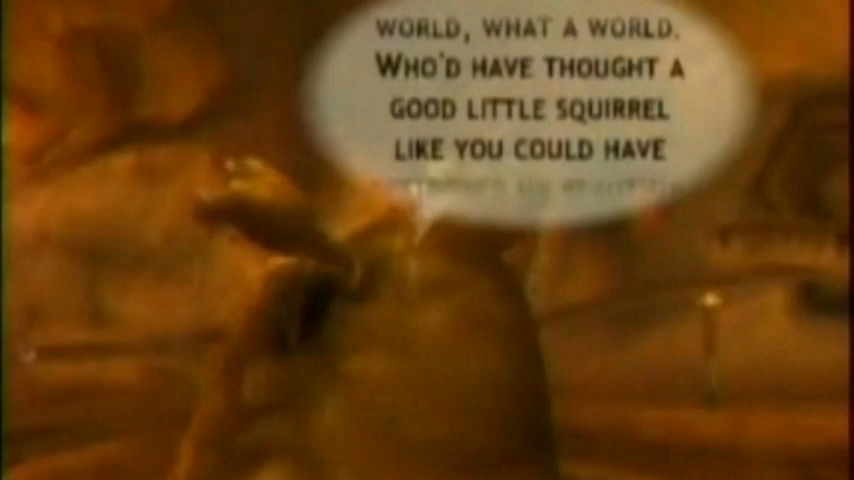 WORLD, WHAT A WORLD.
WHO'D HAVE THOUGHT A
GOOD LITTLE SQUIRREL
LIKE YOU COULD HAVE